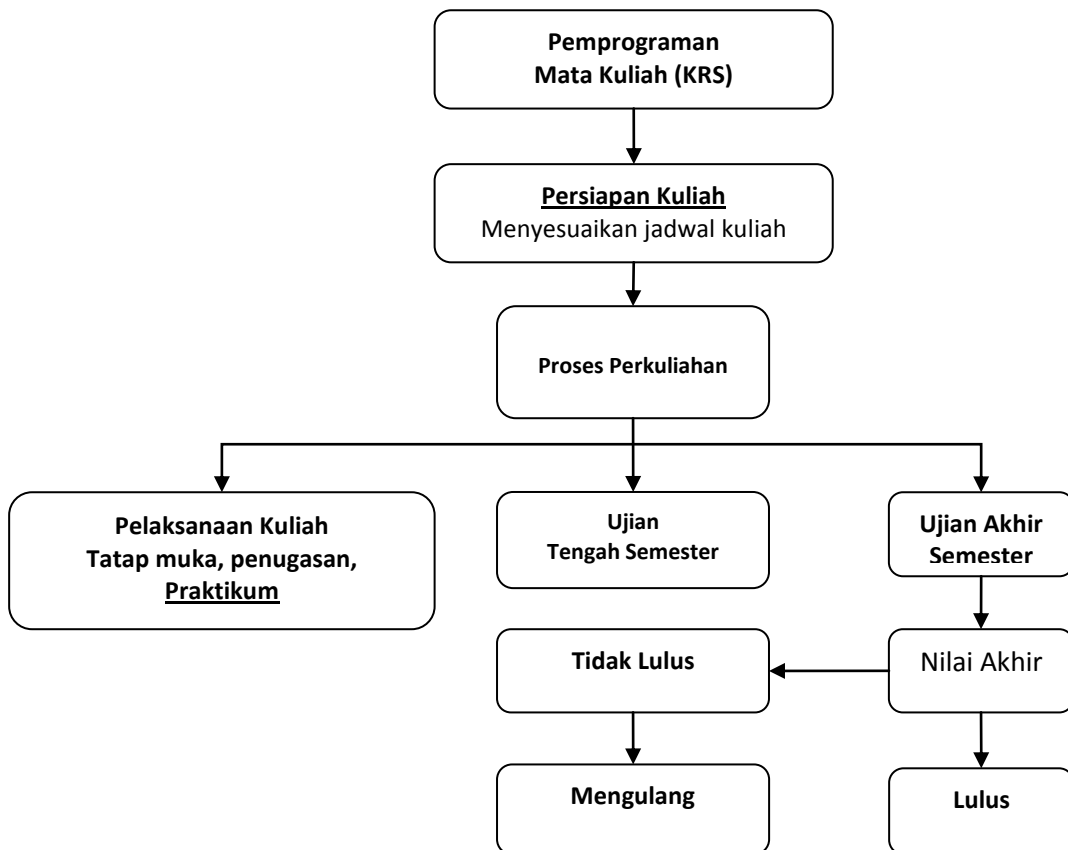 Pemprograman
Mata Kuliah (KRS)
Persiapan Kuliah
Menyesuaikan jadwal kuliah
Proses Perkuliahan
Pelaksanaan Kuliah
Tatap muka, penugasan,
Praktikum
Ujian
Tengah Semester
Ujian Akhir
Semester
Tidak Lulus
Nilai Akhir
Mengulang
Lulus